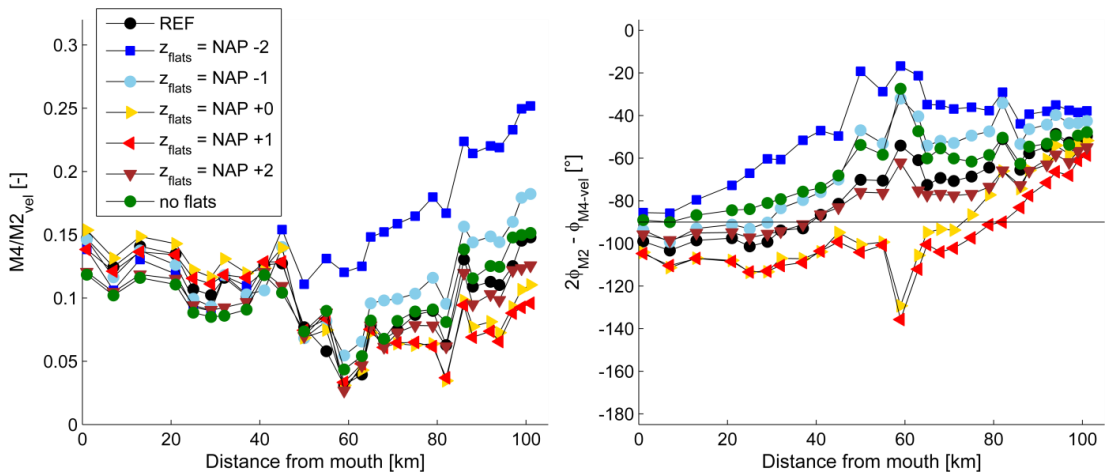 REF
z_flats = NAP -2
z_flats = NAP -1
z_flats = NAP +0
z_flats = NAP +1
z_flats = NAP +2
no flats
M4/M2_vel [-]
0.3
0.25
0.2
0.15
0.1
0.05
0
0 20 40 60 80 100
Distance from mouth [km]
2ϕ_M2 - ϕ_M4-vel [°]
0
-20
-40
-60
-80
-100
-120
-140
-160
-180
0 20 40 60 80 100
Distance from mouth [km]